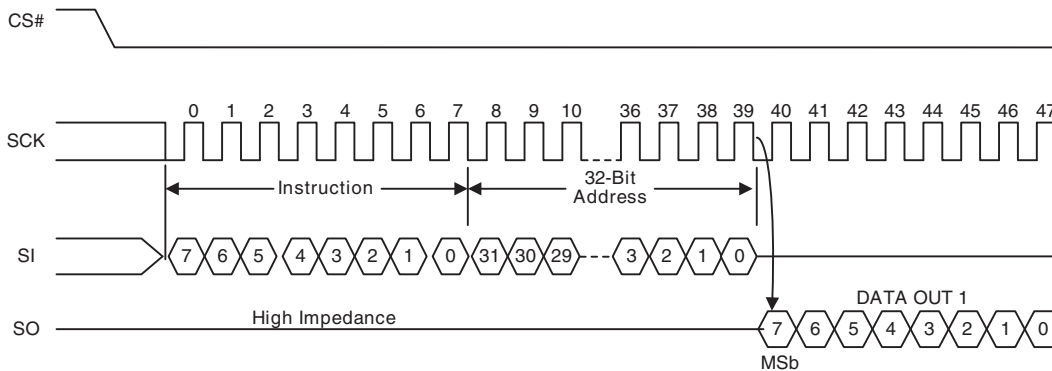 CS#
0 1 2 3 4 5 6 7 8 9 10 36 37 38 39 40 41 42 43 44 45 46 47
SCK
Instruction
32-Bit
Address
SI
7 6 5 4 3 2 1 0 31 30 29 3 2 1 0
DATA OUT 1
High Impedance
SO
7 6 5 4 3 2 1 0
MSb